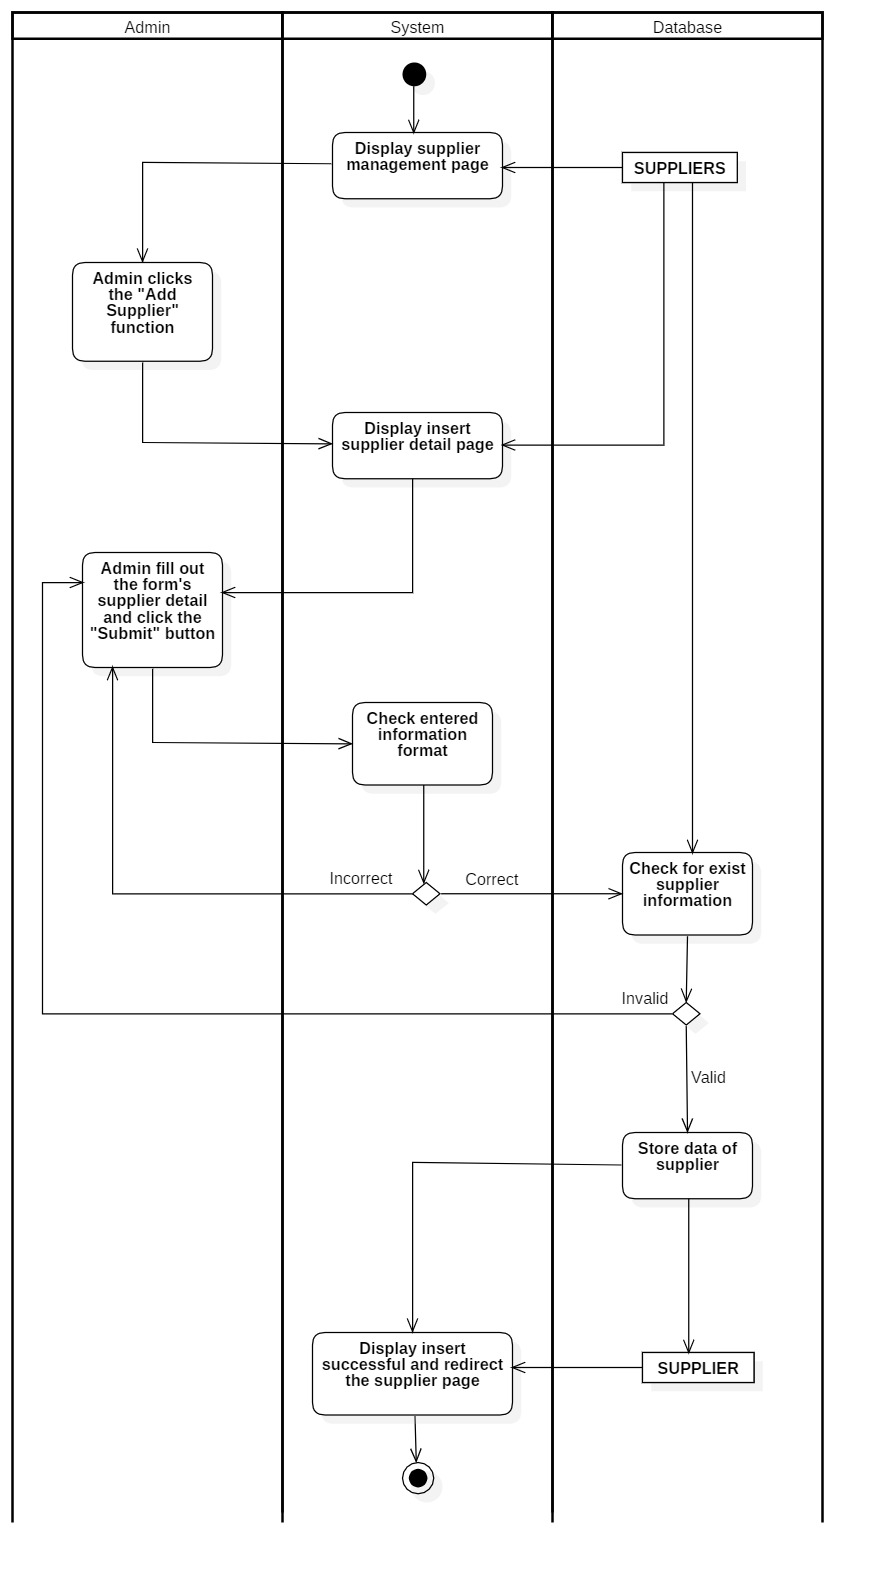 Admin
System
Database
Display supplier
management page
SUPPLIERS
Admin clicks
the "Add
Supplier"
function
Display insert
supplier detail page
Admin fill out
the form's
supplier detail
and click the
"Submit" button
Check entered
information
format
Incorrect
Correct
Check for exist
supplier
information
Invalid
Valid
Store data of
supplier
Display insert
successful and redirect
the supplier page
SUPPLIER